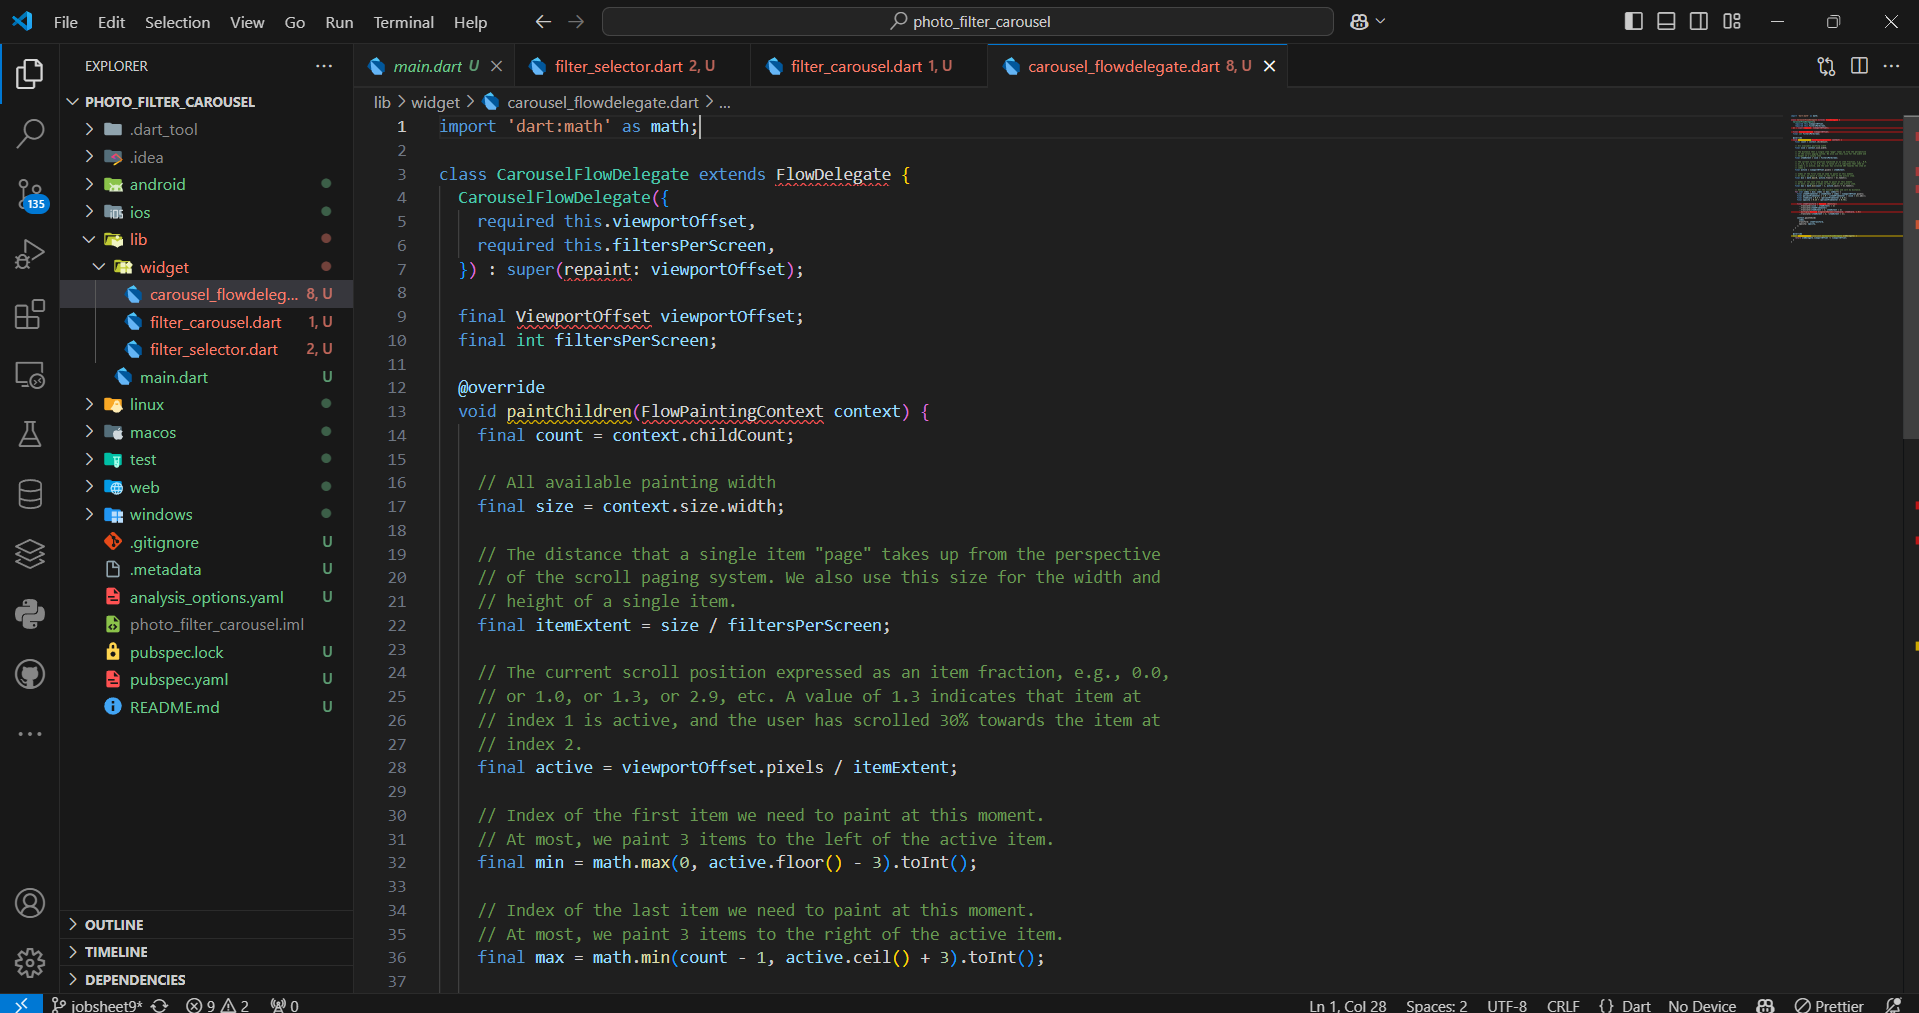 File Edit Selection View Go Run Terminal Help
photo_filter_carousel
EXPLORER
PHOTO_FILTER_CAROUSEL
.dart_tool
.idea
android
ios
lib
widget
carousel_flowdeleg... 8, U
filter_carousel.dart 1, U
filter_selector.dart 2, U
main.dart U
linux
macos
test
web
windows
.gitignore U
.metadata U
analysis_options.yaml U
photo_filter_carousel.iml
pubspec.lock U
pubspec.yaml U
README.md U
135
OUTLINE
TIMELINE
DEPENDENCIES
main.dart U
filter_selector.dart 2, U
filter_carousel.dart 1, U
carousel_flowdelegate.dart 8, U
lib > widget > carousel_flowdelegate.dart > ...
1 import 'dart:math' as math;
2
3 class CarouselFlowDelegate extends FlowDelegate {
4 CarouselFlowDelegate({
5 required this.viewportOffset,
6 required this.filtersPerScreen,
7 }) : super(repaint: viewportOffset);
8
9 final ViewportOffset viewportOffset;
10 final int filtersPerScreen;
11
12 @override
13 void paintChildren(FlowPaintingContext context) {
14 final count = context.childCount;
15
16 // All available painting width
17 final size = context.size.width;
18
19 // The distance that a single item "page" takes up from the perspective
20 // of the scroll paging system. We also use this size for the width and
21 // height of a single item.
22 final itemExtent = size / filtersPerScreen;
23
24 // The current scroll position expressed as an item fraction, e.g., 0.0,
25 // or 1.0, or 1.3, or 2.9, etc. A value of 1.3 indicates that item at
26 // index 1 is active, and the user has scrolled 30% towards the item at
27 // index 2.
28 final active = viewportOffset.pixels / itemExtent;
29
30 // Index of the first item we need to paint at this moment.
31 // At most, we paint 3 items to the left of the active item.
32 final min = math.max(0, active.floor() - 3).toInt();
33
34 // Index of the last item we need to paint at this moment.
35 // At most, we paint 3 items to the right of the active item.
36 final max = math.min(count - 1, active.ceil() + 3).toInt();
37
jobsheet9* 9 2 0
Ln 1, Col 28 Spaces: 2 UTF-8 CRLF {} Dart No Device Prettier